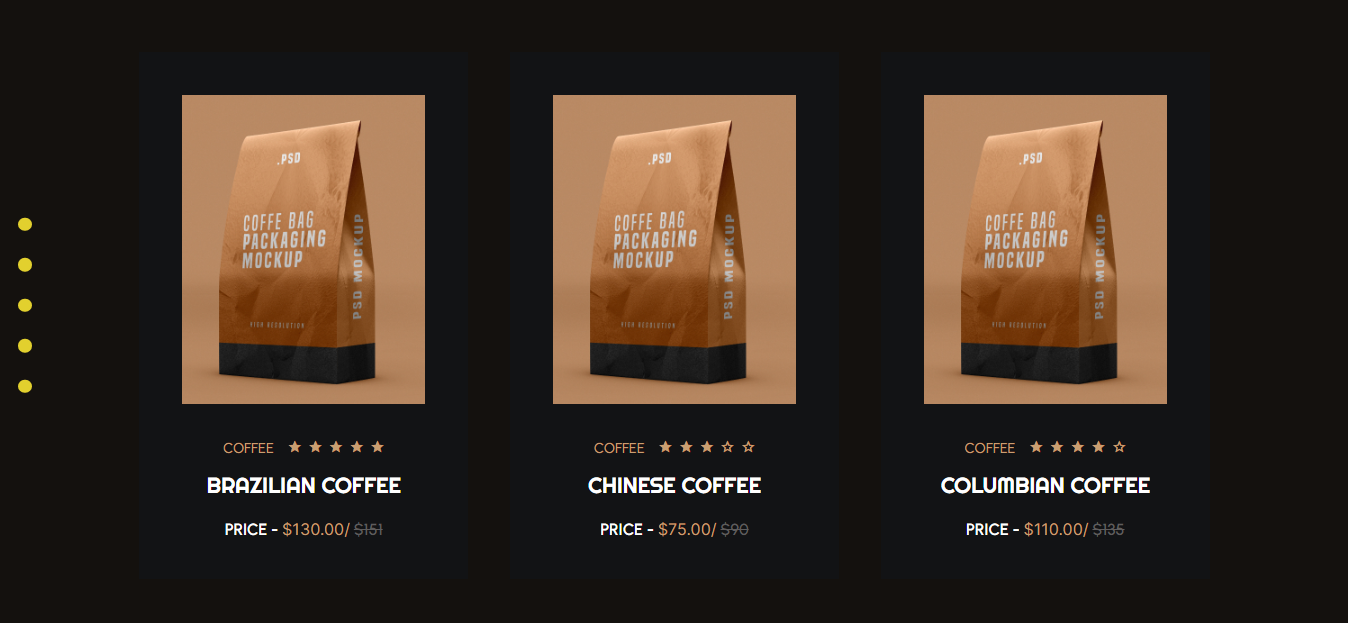 .PSD
COFFE BAG
PACKAGING
MOCKUP
PSD MOCKUP
HIGH RESOLUTION
.PSD
COFFE BAG
PACKAGING
MOCKUP
PSD MOCKUP
HIGH RESOLUTION
.PSD
COFFE BAG
PACKAGING
MOCKUP
PSD MOCKUP
HIGH RESOLUTION
COFFEE ★ ★ ★ ★ ★
BRAZILIAN COFFEE
PRICE - $130.00/ $151
COFFEE ★ ★ ★ ☆ ☆
CHINESE COFFEE
PRICE - $75.00/ $90
COFFEE ★ ★ ★ ★ ☆
COLUMBIAN COFFEE
PRICE - $110.00/ $135